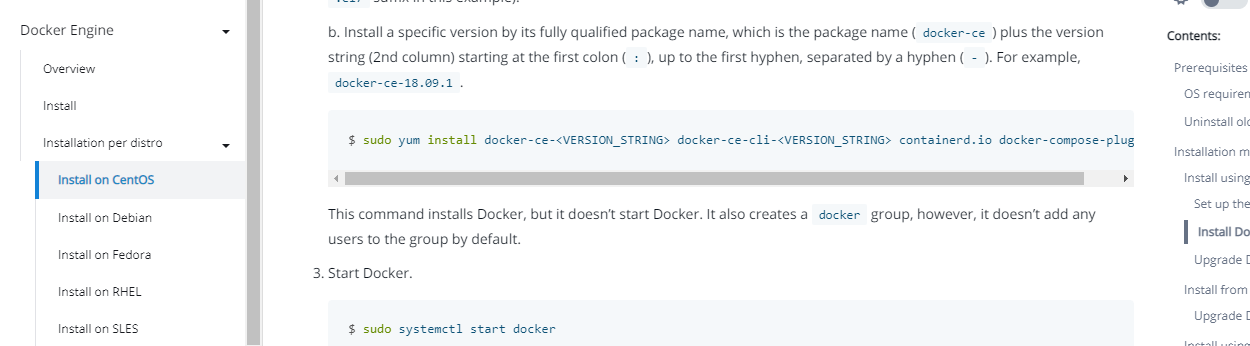 Docker Engine
Overview
Install
Installation per distro
Install on CentOS
Install on Debian
Install on Fedora
Install on RHEL
Install on SLES
suffix in this example).
b. Install a specific version by its fully qualified package name, which is the package name ( docker-ce ) plus the version
string (2nd column) starting at the first colon ( : ), up to the first hyphen, separated by a hyphen ( - ). For example,
docker-ce-18.09.1 .
$ sudo yum install docker-ce-<VERSION_STRING> docker-ce-cli-<VERSION_STRING> containerd.io docker-compose-plug
This command installs Docker, but it doesn't start Docker. It also creates a docker group, however, it doesn't add any
users to the group by default.
3. Start Docker.
$ sudo systemctl start docker
Contents:
Prerequisites
OS requiren
Uninstall old
Installation m
Install using
Set up the
Install Do
Upgrade D
Install from
Upgrade D
Install using